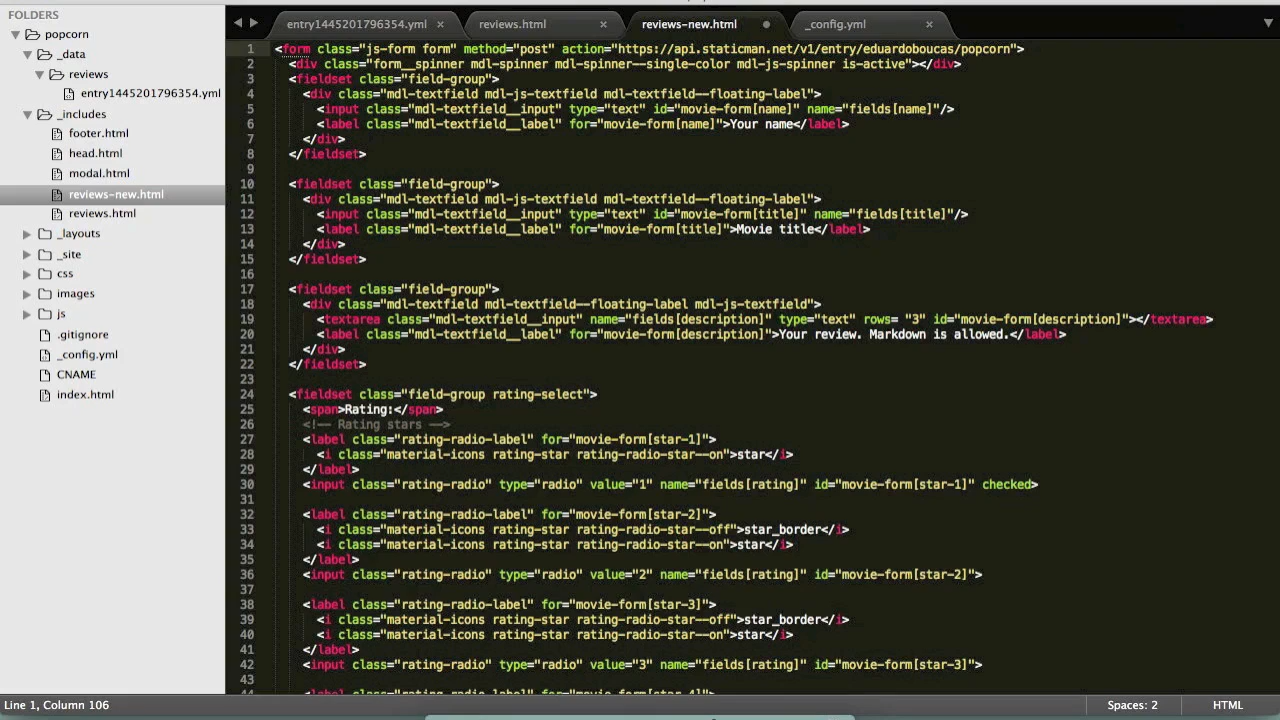 FOLDERS
popcorn
_data
reviews
entry1445201796354.yml
_includes
footer.html
head.html
modal.html
reviews-new.html
reviews.html
_layouts
_site
css
images
js
.gitignore
_config.yml
CNAME
index.html
entry1445201796354.yml × reviews.html × reviews-new.html _config.yml ×
1 <form class="js-form form" method="post" action="https://api.staticman.net/v1/entry/eduardoboucas/popcorn">
2 <div class="form__spinner mdl-spinner mdl-spinner--single-color mdl-js-spinner is-active"></div>
3 <fieldset class="field-group">
4 <div class="mdl-textfield mdl-js-textfield mdl-textfield--floating-label">
5 <input class="mdl-textfield__input" type="text" id="movie-form[name]" name="fields[name]"/>
6 <label class="mdl-textfield__label" for="movie-form[name]">Your name</label>
7 </div>
8 </fieldset>
9
10 <fieldset class="field-group">
11 <div class="mdl-textfield mdl-js-textfield mdl-textfield--floating-label">
12 <input class="mdl-textfield__input" type="text" id="movie-form[title]" name="fields[title]"/>
13 <label class="mdl-textfield__label" for="movie-form[title]">Movie title</label>
14 </div>
15 </fieldset>
16
17 <fieldset class="field-group">
18 <div class="mdl-textfield mdl-textfield--floating-label mdl-js-textfield">
19 <textarea class="mdl-textfield__input" name="fields[description]" type="text" rows= "3" id="movie-form[description]"></textarea>
20 <label class="mdl-textfield__label" for="movie-form[description]">Your review. Markdown is allowed.</label>
21 </div>
22 </fieldset>
23
24 <fieldset class="field-group rating-select">
25 <span>Rating:</span>
26 <!-- Rating stars -->
27 <label class="rating-radio-label" for="movie-form[star-1]">
28 <i class="material-icons rating-star rating-radio-star--on">star</i>
29 </label>
30 <input class="rating-radio" type="radio" value="1" name="fields[rating]" id="movie-form[star-1]" checked>
31
32 <label class="rating-radio-label" for="movie-form[star-2]">
33 <i class="material-icons rating-star rating-radio-star--off">star_border</i>
34 <i class="material-icons rating-star rating-radio-star--on">star</i>
35 </label>
36 <input class="rating-radio" type="radio" value="2" name="fields[rating]" id="movie-form[star-2]">
37
38 <label class="rating-radio-label" for="movie-form[star-3]">
39 <i class="material-icons rating-star rating-radio-star--off">star_border</i>
40 <i class="material-icons rating-star rating-radio-star--on">star</i>
41 </label>
42 <input class="rating-radio" type="radio" value="3" name="fields[rating]" id="movie-form[star-3]">
43
44 <label class="rating-radio-label" for="movie-form[star-4]">
Line 1, Column 106 Spaces: 2 HTML